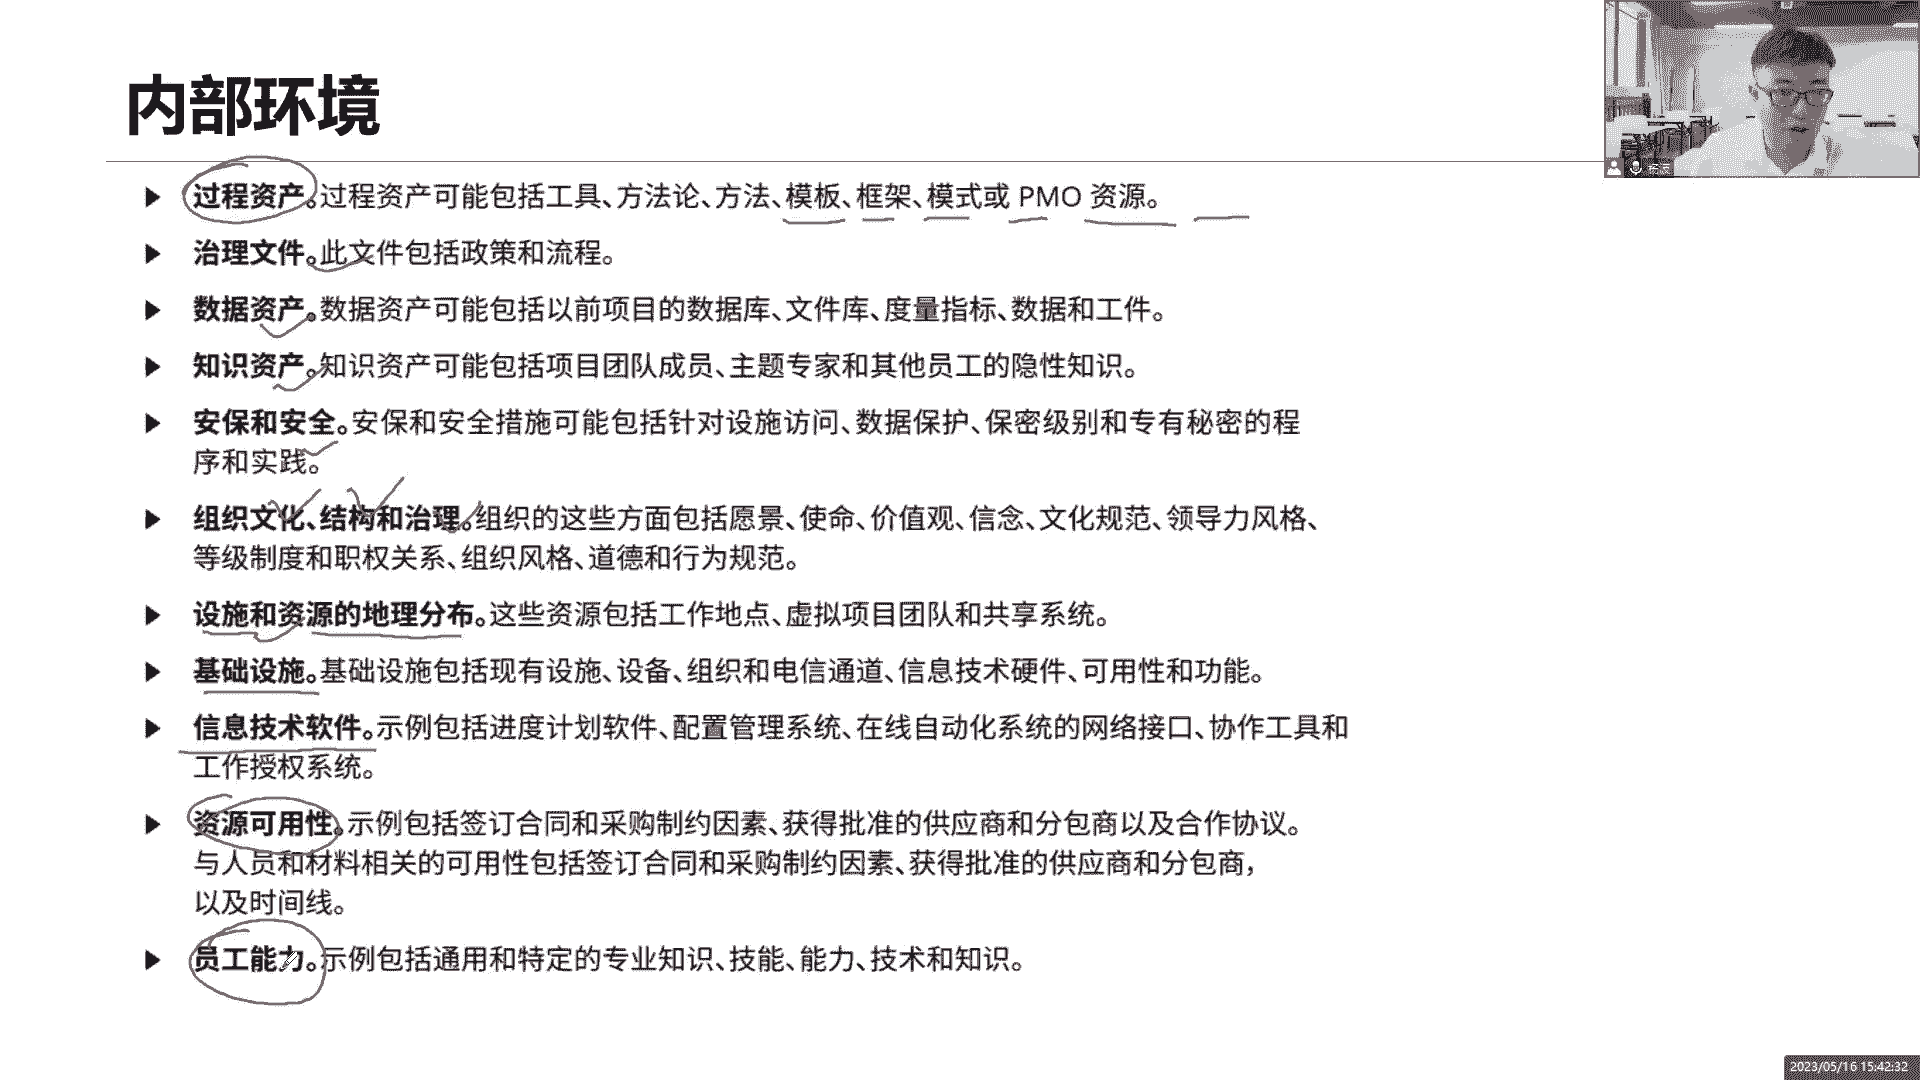 内部环境
过程资产。过程资产可能包括工具、方法论、方法、模板、框架、模式或 PMO 资源。
治理文件。此文件包括政策和流程。
数据资产。数据资产可能包括以前项目的数据库、文件库、度量指标、数据和工件。
知识资产。知识资产可能包括项目团队成员、主题专家和其他员工的隐性知识。
安保和安全。安保和安全措施可能包括针对设施访问、数据保护、保密级别和专有秘密的程
序和实践。
组织文化、结构和治理。组织的这些方面包括愿景、使命、价值观、信念、文化规范、领导力风格、
等级制度和职权关系、组织风格、道德和行为规范。
设施和资源的地理分布。这些资源包括工作地点、虚拟项目团队和共享系统。
基础设施。基础设施包括现有设施、设备、组织和电信通道、信息技术硬件、可用性和功能。
信息技术软件。示例包括进度计划软件、配置管理系统、在线自动化系统的网络接口、协作工具和
工作授权系统。
资源可用性。示例包括签订合同和采购制约因素、获得批准的供应商和分包商以及合作协议。
与人员和材料相关的可用性包括签订合同和采购制约因素、获得批准的供应商和分包商，
以及时间线。
员工能力。示例包括通用和特定的专业知识、技能、能力、技术和知识。
2023/05/16 15:42:32